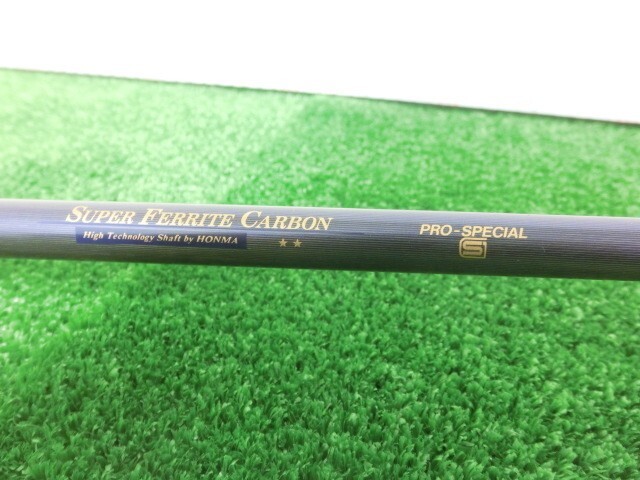 SUPER FERRITE CARBON
High Technology Shaft by HONMA
★★
PRO-SPECIAL